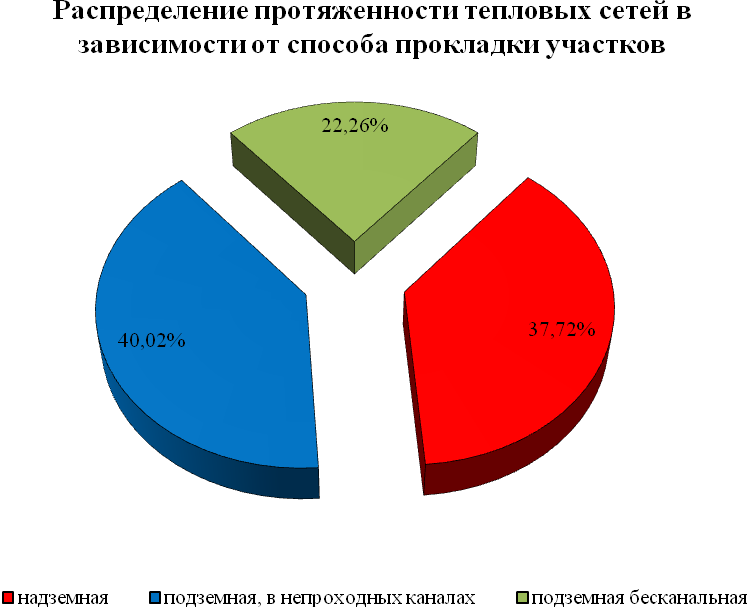 Распределение протяженности тепловых сетей в
зависимости от способа прокладки участков
22,26%
40,02%
37,72%
надземная
подземная, в непроходных каналах
подземная бесканальная